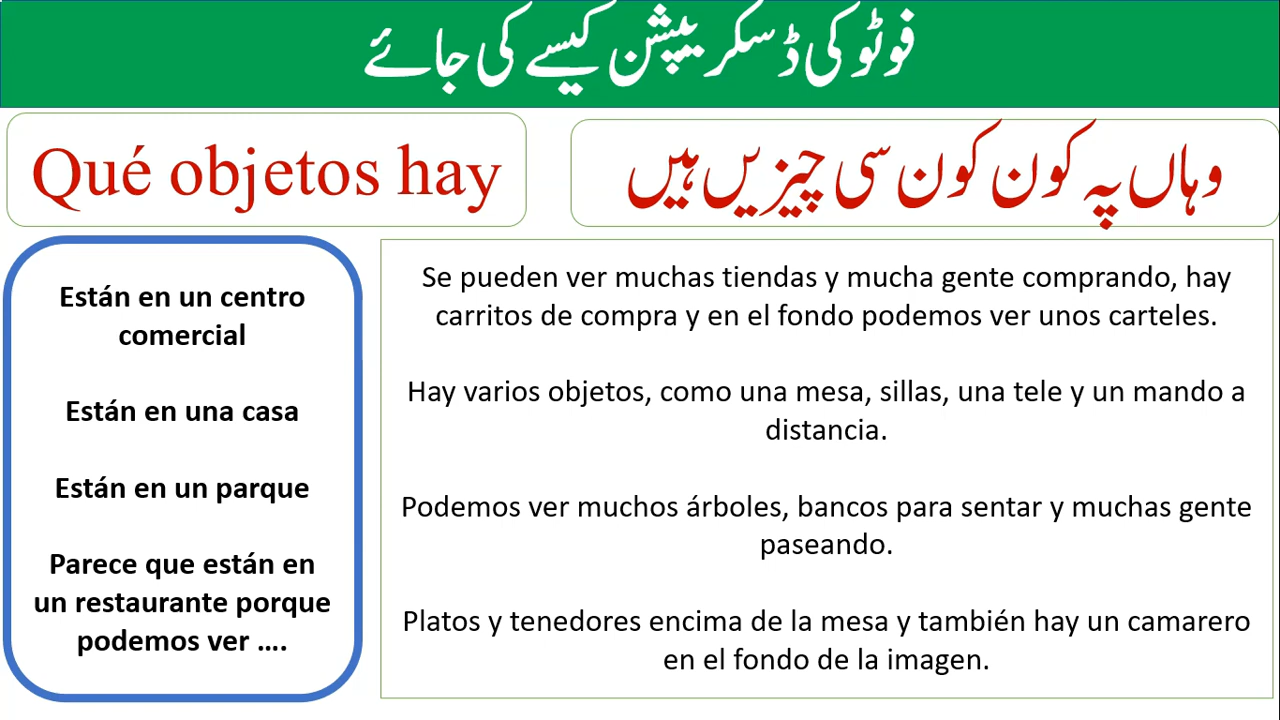 فوٹو کی ڈسکریپشن کیسے کی جائے
Qué objetos hay
وہاں پہ کون کون سی چیزیں ہیں
Están en un centro
comercial
Están en una casa
Están en un parque
Parece que están en
un restaurante porque
podemos ver ….
Se pueden ver muchas tiendas y mucha gente comprando, hay
carritos de compra y en el fondo podemos ver unos carteles.
Hay varios objetos, como una mesa, sillas, una tele y un mando a
distancia.
Podemos ver muchos árboles, bancos para sentar y muchas gente
paseando.
Platos y tenedores encima de la mesa y también hay un camarero
en el fondo de la imagen.